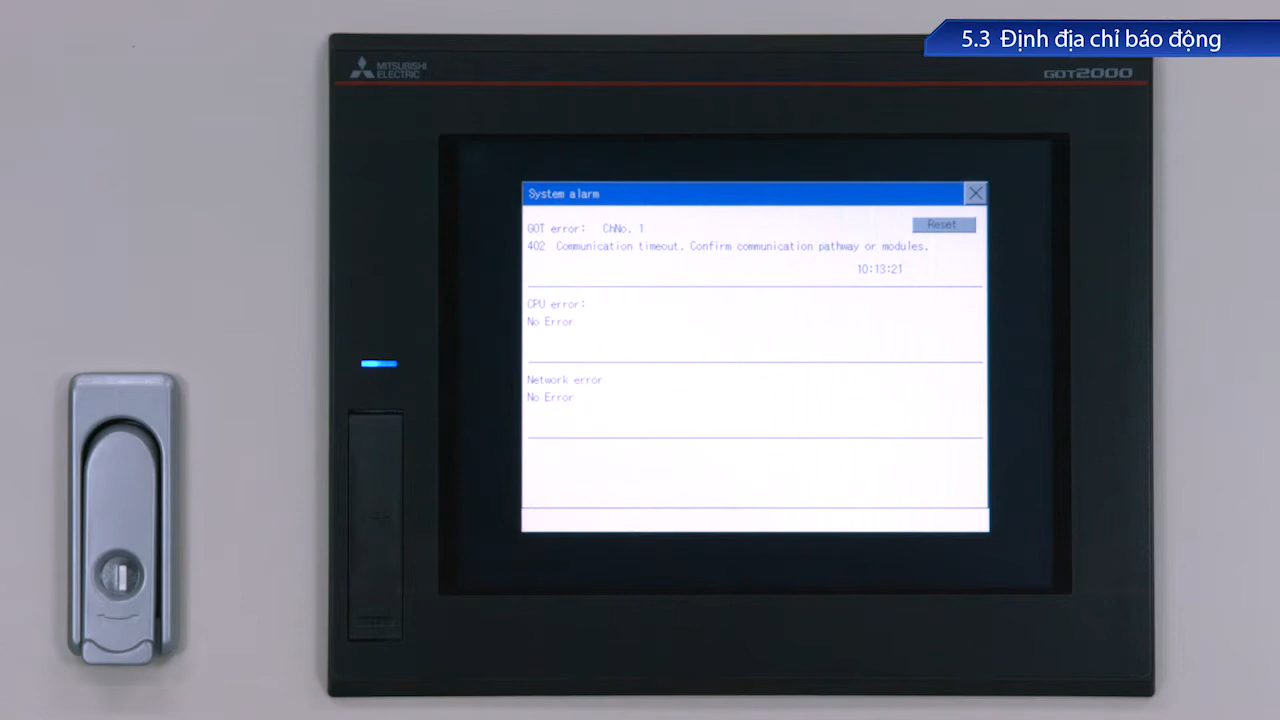 5.3 Định địa chỉ báo động
MITSUBISHI
ELECTRIC
GOT2000
System alarm
Reset
GOT error: ChNo. 1
402 Communication timeout. Confirm communication pathway or modules.
10:13:21
CPU error:
No Error
Network error
No Error